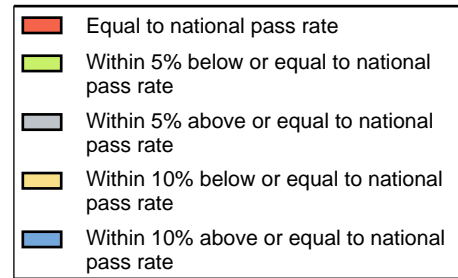 Equal to national pass rate
Within 5% below or equal to national
pass rate
Within 5% above or equal to national
pass rate
Within 10% below or equal to national
pass rate
Within 10% above or equal to national
pass rate